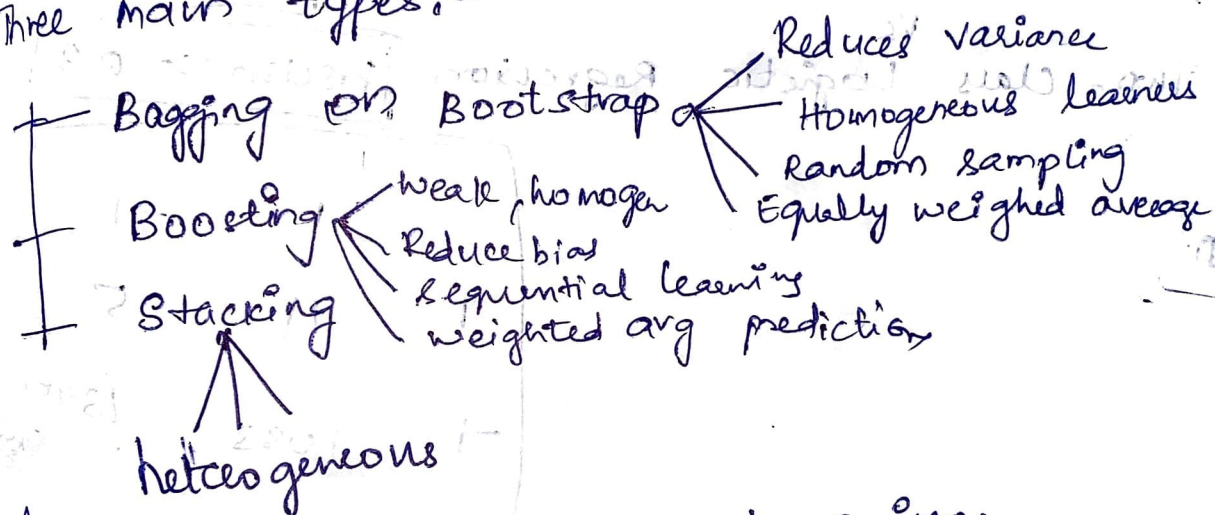 Three main types.
Bagging or Bootstrap
Reduces variance
Homogeneous learners
Random sampling
Equally weighed average
Boosting
weak, homogen
Reduce bias
sequential learning
weighted avg prediction
Stacking
heterogeneous